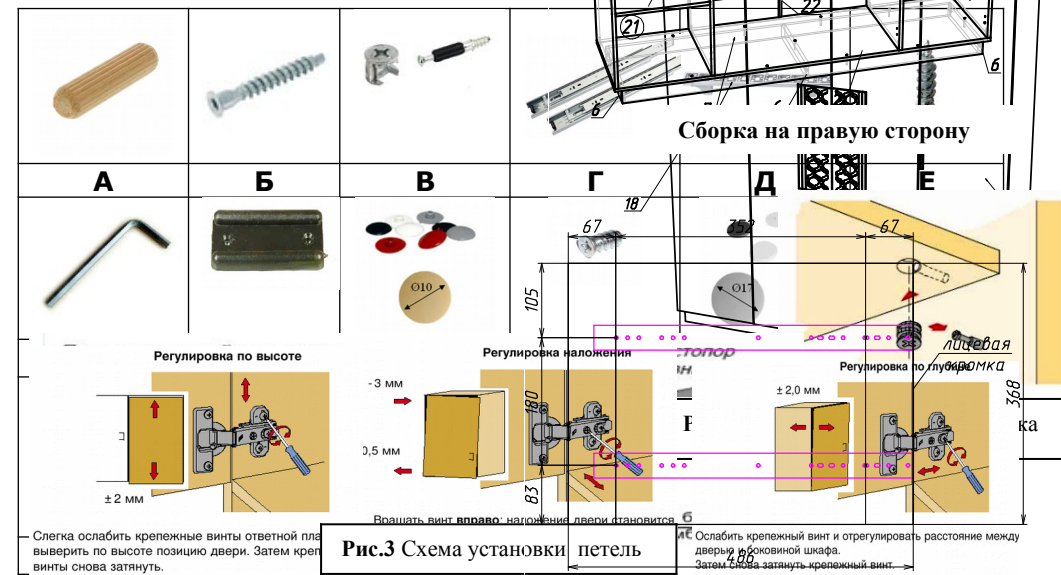 21
22
6
6
Сборка на правую сторону
А Б В Г Д Е
18
67 352 67
Ø10
Ø17
105
лицевая
кромка
368
Регулировка по высоте
Регулировка наложения
Регулировка по глубине
стопор
- 3 мм
± 2,0 мм
180
0,5 мм
ка
± 2 мм
83
Вращать винт вправо: наложение двери становится
Слегка ослабить крепежные винты ответной пла
выверить по высоте позицию двери. Затем креп
винты снова затянуть.
Рис.3 Схема установки петель
Ослабить крепежный винт и отрегулировать расстояние между
дверью и боковиной шкафа.
Затем снова затянуть крепежный винт.
486